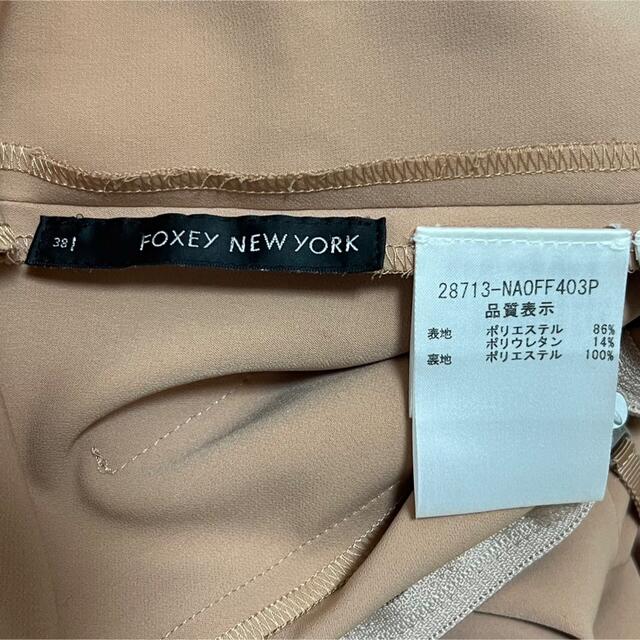 38
FOXEY NEW YORK
28713-NAOFF403P
品質表示
表地 ポリエステル 86%
ポリウレタン 14%
裏地 ポリエステル 100%